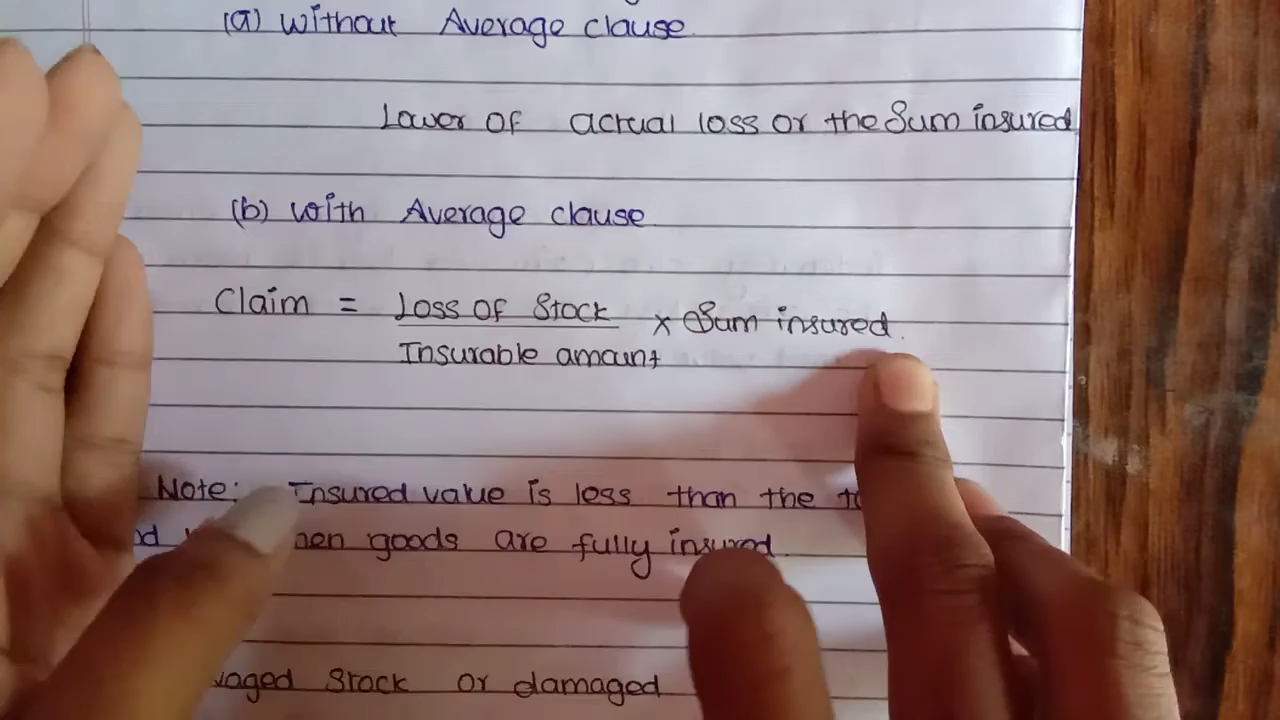 (a) Without Average clause.
Lower of actual loss or the Sum insured
(b) With Average clause.
Claim = Loss of Stock × Sum insured.
Insurable amount
Note: Insured value is less than the
goods are fully insured.
Stock or damaged